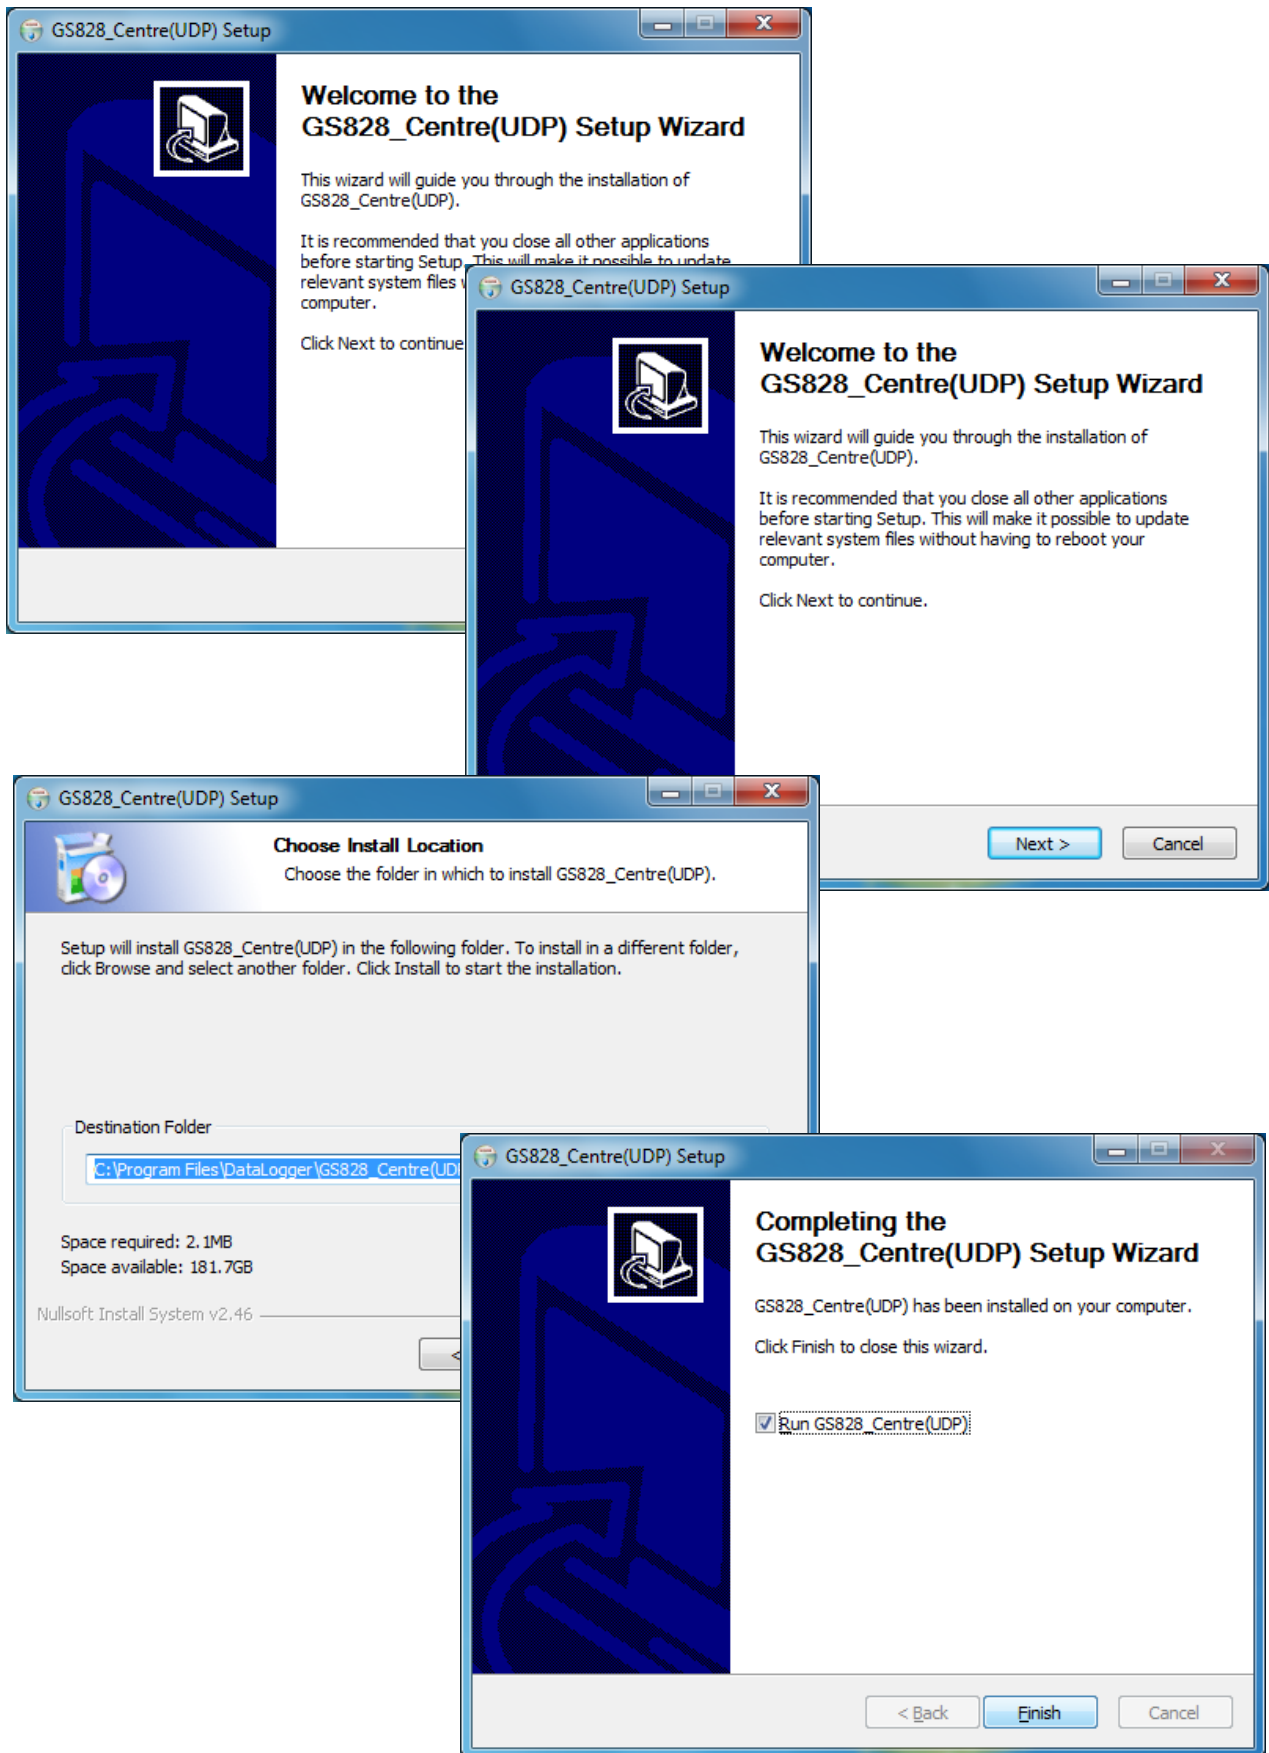 GS828_Centre(UDP) Setup
Welcome to the
GS828_Centre(UDP) Setup Wizard
This wizard will guide you through the installation of
GS828_Centre(UDP).
It is recommended that you close all other applications
before starting Setup. This will make it possible to update
relevant system files
computer.
Click Next to continue
GS828_Centre(UDP) Setup
Welcome to the
GS828_Centre(UDP) Setup Wizard
This wizard will guide you through the installation of
GS828_Centre(UDP).
It is recommended that you close all other applications
before starting Setup. This will make it possible to update
relevant system files without having to reboot your
computer.
Click Next to continue.
Next >
Cancel
GS828_Centre(UDP) Setup
Choose Install Location
Choose the folder in which to install GS828_Centre(UDP).
Setup will install GS828_Centre(UDP) in the following folder. To install in a different folder,
click Browse and select another folder. Click Install to start the installation.
Destination Folder
C:\Program Files\DataLogger\GS828_Centre(UD
Space required: 2.1MB
Space available: 181.7GB
Nullsoft Install System v2.46
<
GS828_Centre(UDP) Setup
Completing the
GS828_Centre(UDP) Setup Wizard
GS828_Centre(UDP) has been installed on your computer.
Click Finish to close this wizard.
Run GS828_Centre(UDP)
< Back
Finish
Cancel